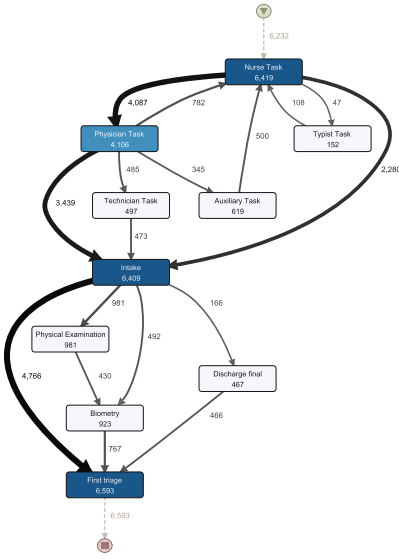 6,232
Nurse Task
6,419
4,087
782
108
47
Physician Task
4,106
500
Typist Task
152
2,280
485
345
3,439
Technician Task
497
Auxiliary Task
619
473
Intake
6,409
981
166
Physical Examination
981
492
4,766
430
Discharge final
467
Biometry
923
767
466
First triage
6,593
6,593